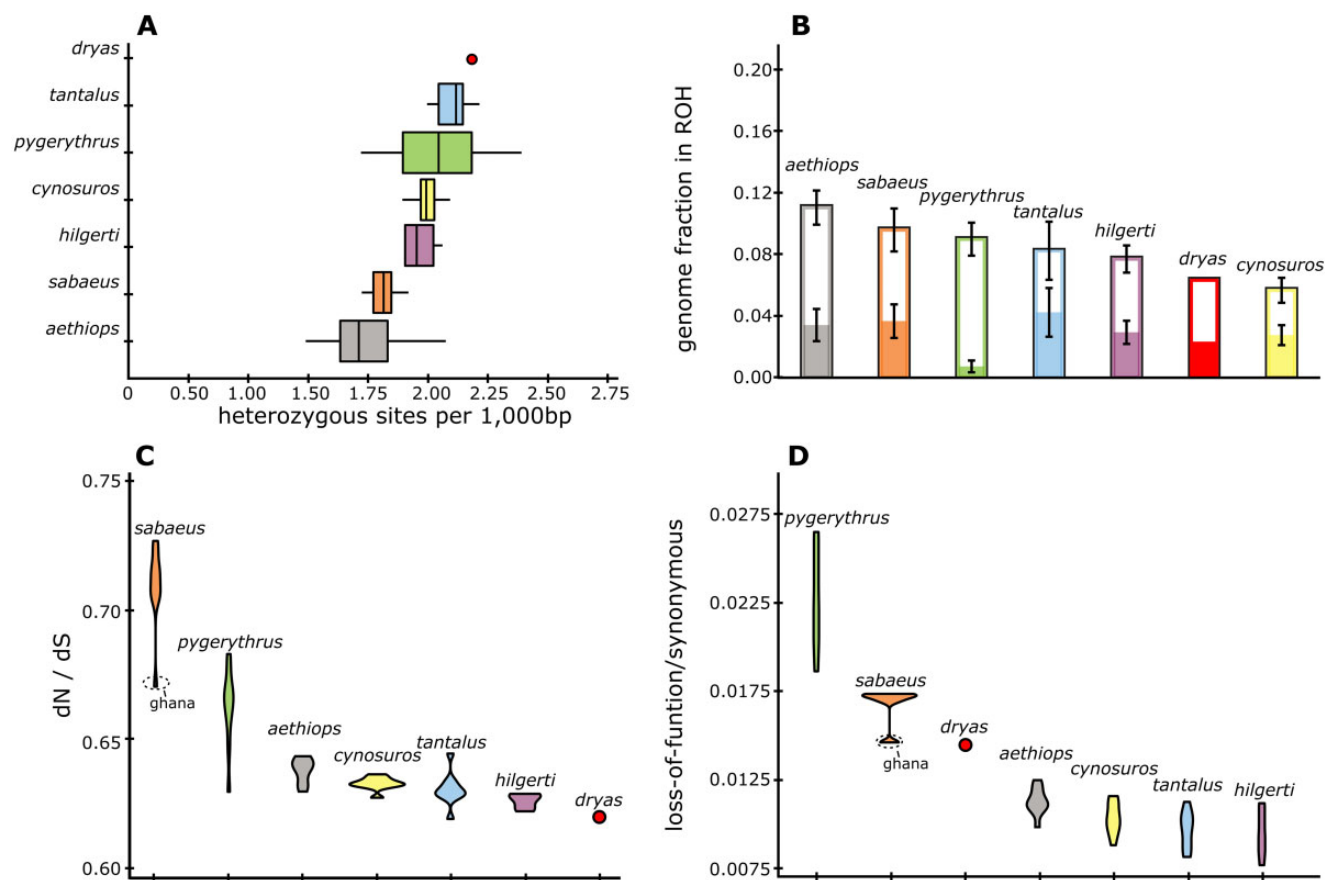 A
dryas
tantalus
pygerythrus
cynosuros
hilgerti
sabaeus
aethiops
0 0.50 1.00 1.50 1.75 2.00 2.25 2.50 2.75
heterozygous sites per 1,000bp
B
genome fraction in ROH
0.20
0.16
0.12
0.08
0.04
0.00
aethiops
sabaeus
pygerythrus
tantalus
hilgerti
dryas
cynosuros
C
dN / dS
0.75
0.70
0.65
0.60
sabaeus
ghana
pygerythrus
aethiops
cynosuros
tantalus
hilgerti
dryas
D
loss-of-funtion/synonymous
0.0275
0.0225
0.0175
0.0125
0.0075
pygerythrus
sabaeus
ghana
dryas
aethiops
cynosuros
tantalus
hilgerti